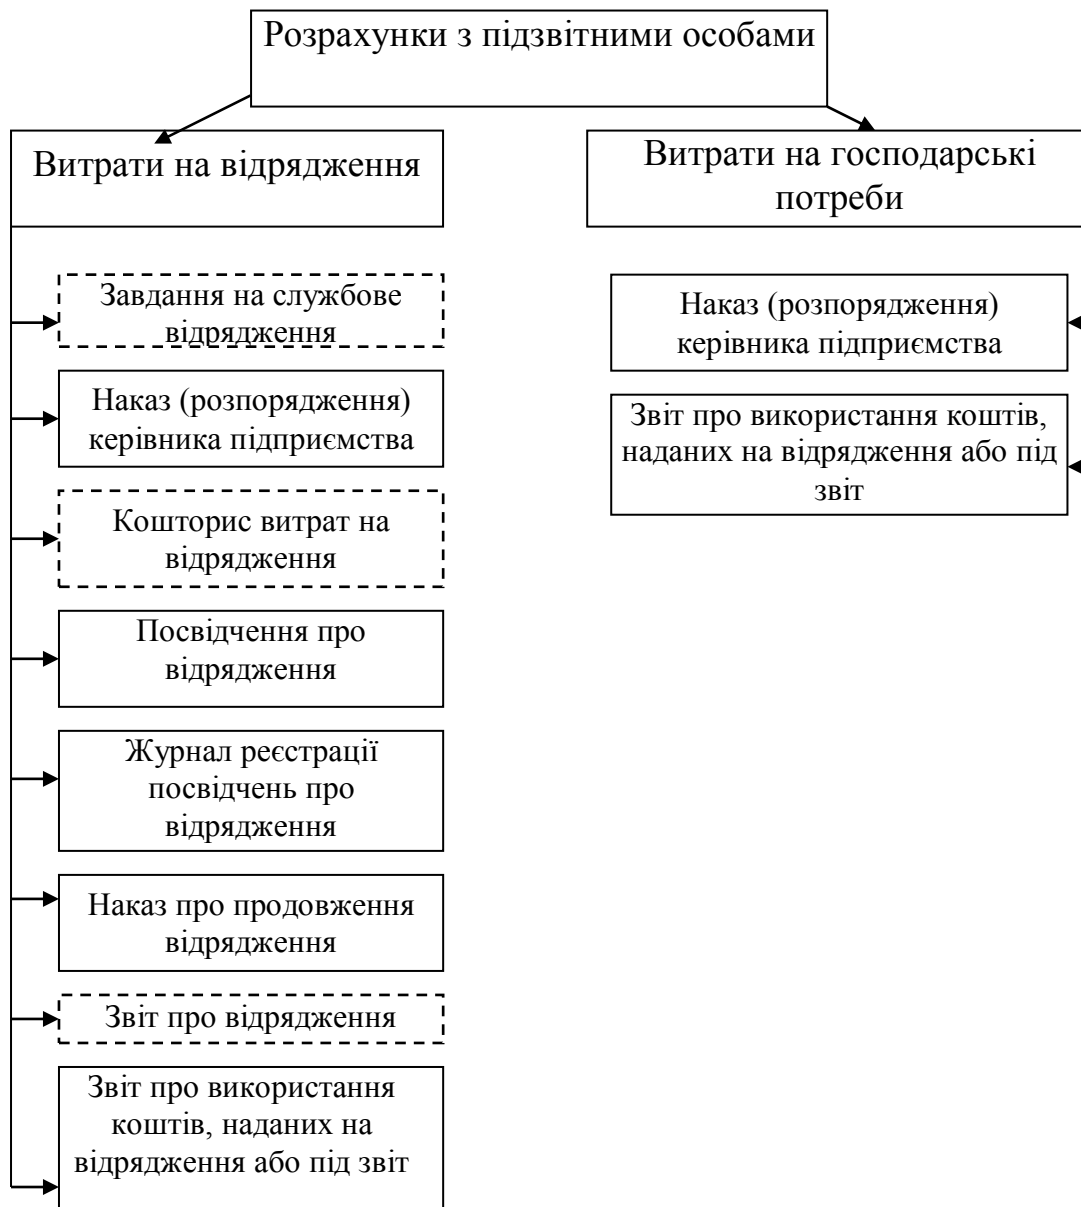 Розрахунки з підзвітними особами
Витрати на відрядження
Витрати на господарські
потреби
Завдання на службове
відрядження
Наказ (розпорядження)
керівника підприємства
Кошторис витрат на
відрядження
Посвідчення про
відрядження
Журнал реєстрації
посвідчень про
відрядження
Наказ про продовження
відрядження
Звіт про відрядження
Звіт про використання
коштів, наданих на
відрядження або під звіт
Наказ (розпорядження)
керівника підприємства
Звіт про використання коштів,
наданих на відрядження або під
звіт